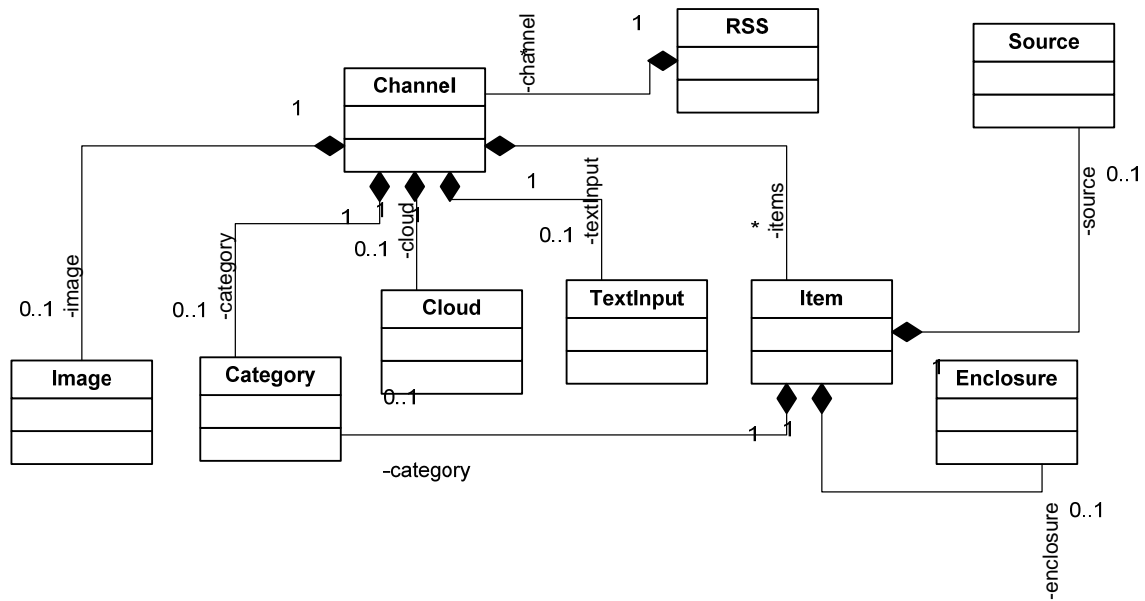 1
-channel
*
RSS
Source
Channel
1
-items
*
1
-textInput
0..1
1
1
-cloud
1
0..1
-category
0..1
-image
0..1
-source
0..1
Cloud
TextInput
Item
Image
Category
0..1
1
Enclosure
1
1
-category
0..1
-enclosure